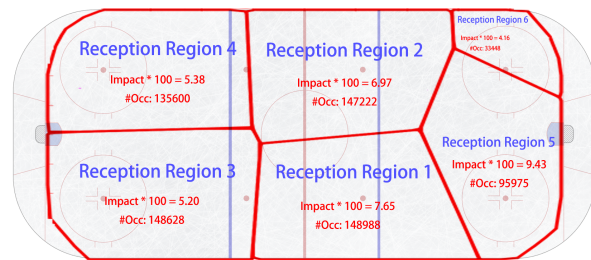 Reception Region 4
Impact * 100 = 5.38
#Occ: 135600
Reception Region 2
Impact * 100 = 6.97
#Occ: 147222
Reception Region 6
Impact * 100 = 4.16
#Occ: 33448
Reception Region 3
Impact * 100 = 5.20
#Occ: 148628
Reception Region 1
Impact * 100 = 7.65
#Occ: 148988
Reception Region 5
Impact * 100 = 9.43
#Occ: 95975